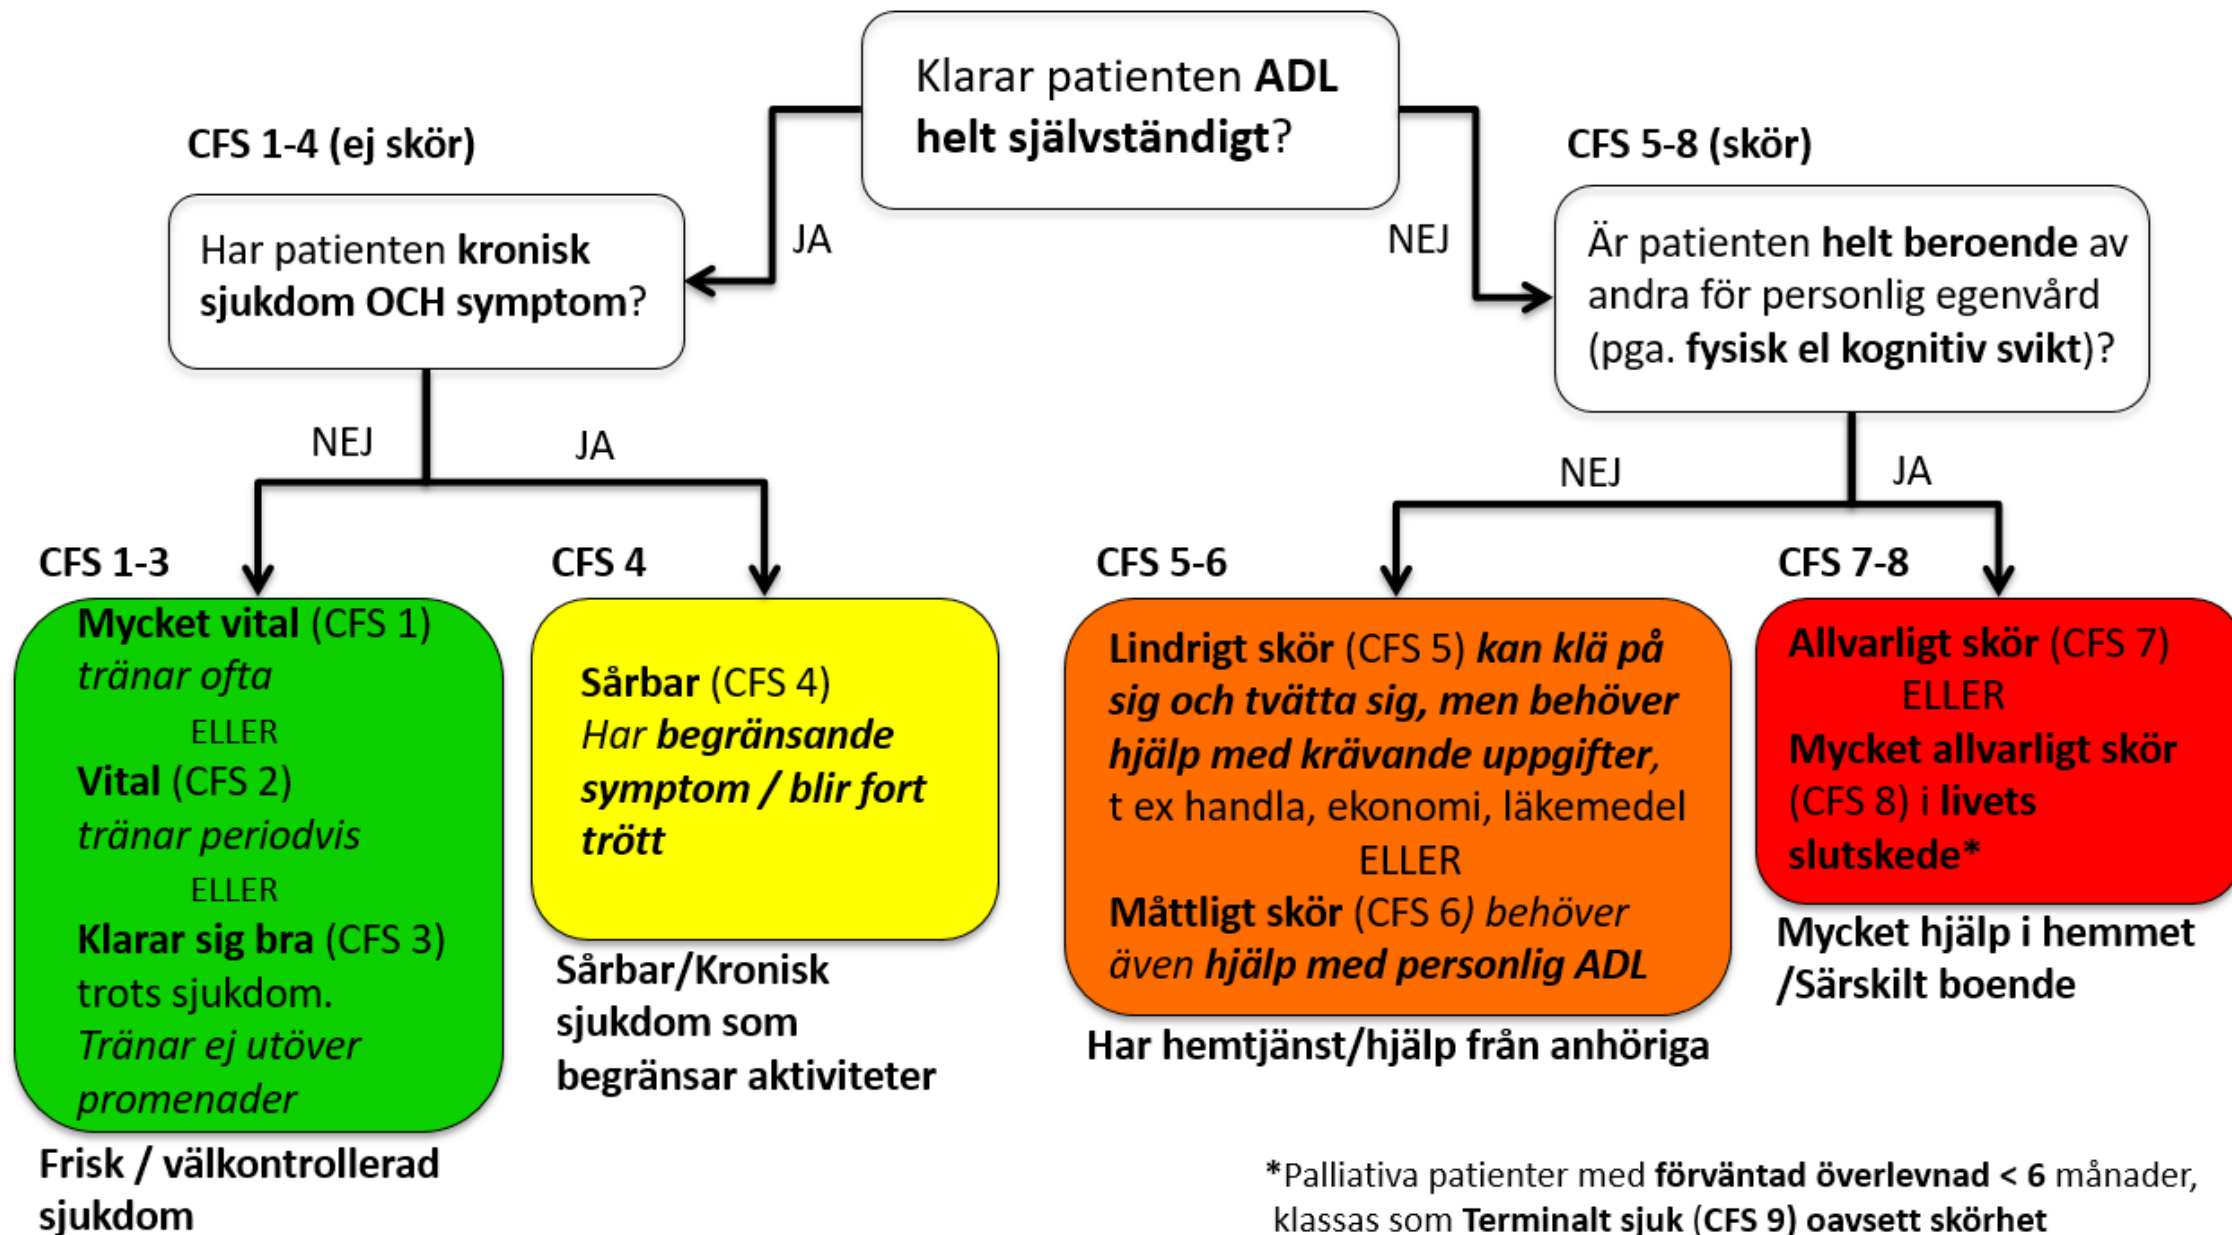 Klarar patienten ADL
helt självständigt?
CFS 1-4 (ej skör)
CFS 5-8 (skör)
JA
NEJ
Har patienten kronisk
sjukdom OCH symptom?
Är patienten helt beroende av
andra för personlig egenvård
(pga. fysisk el kognitiv svikt)?
NEJ
JA
NEJ
JA
CFS 1-3
Mycket vital (CFS 1)
tränar ofta
ELLER
Vital (CFS 2)
tränar periodvis
ELLER
Klarar sig bra (CFS 3)
trots sjukdom.
Tränar ej utöver
promenader
Frisk / välkontrollerad
sjukdom
CFS 4
Sårbar (CFS 4)
Har begränsande
symptom / blir fort
trött
Sårbar/Kronisk
sjukdom som
begränsar aktiviteter
CFS 5-6
Lindrigt skör (CFS 5) kan klä på
sig och tvätta sig, men behöver
hjälp med krävande uppgifter,
t ex handla, ekonomi, läkemedel
ELLER
Måttligt skör (CFS 6) behöver
även hjälp med personlig ADL
Har hemtjänst/hjälp från anhöriga
CFS 7-8
Allvarligt skör (CFS 7)
ELLER
Mycket allvarligt skör
(CFS 8) i livets
slutskede*
Mycket hjälp i hemmet
/Särskilt boende
*Palliativa patienter med förväntad överlevnad < 6 månader,
klassas som Terminalt sjuk (CFS 9) oavsett skörhet